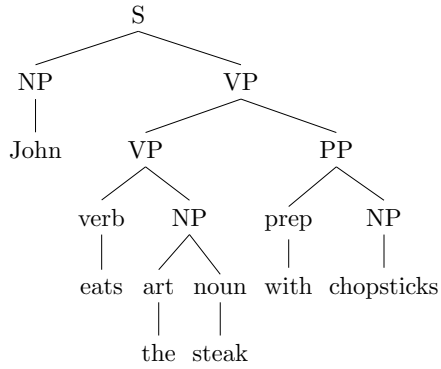 S
NP VP
John VP PP
verb NP prep NP
eats art noun with chopsticks
the steak